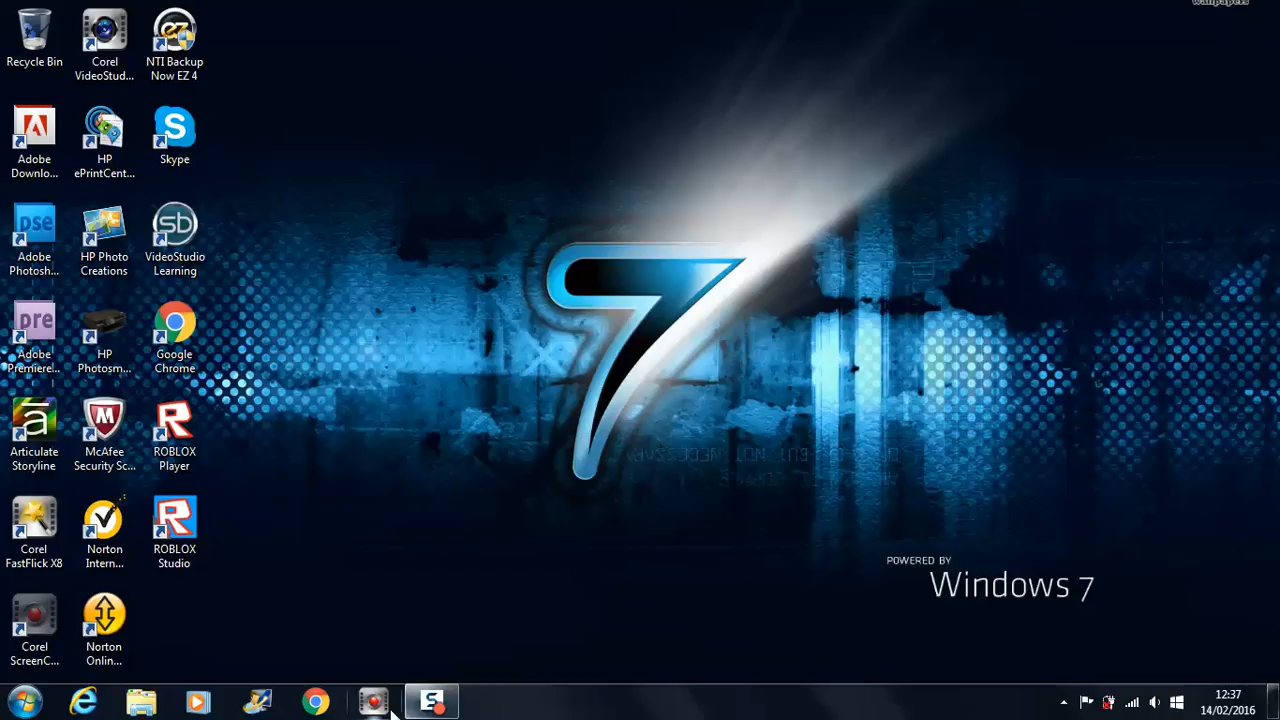 Recycle Bin
Corel
VideoStud...
NTI Backup
Now EZ 4
Adobe
Downlo...
HP
ePrintCent...
Skype
Adobe
Photosh...
HP Photo
Creations
VideoStudio
Learning
Adobe
Premiere...
HP
Photosm...
Google
Chrome
Articulate
Storyline
McAfee
Security Sc...
ROBLOX
Player
Corel
FastFlick X8
Norton
Intern...
ROBLOX
Studio
Corel
ScreenC...
Norton
Onlin...
7
POWERED BY
Windows 7
12:37
14/02/2016